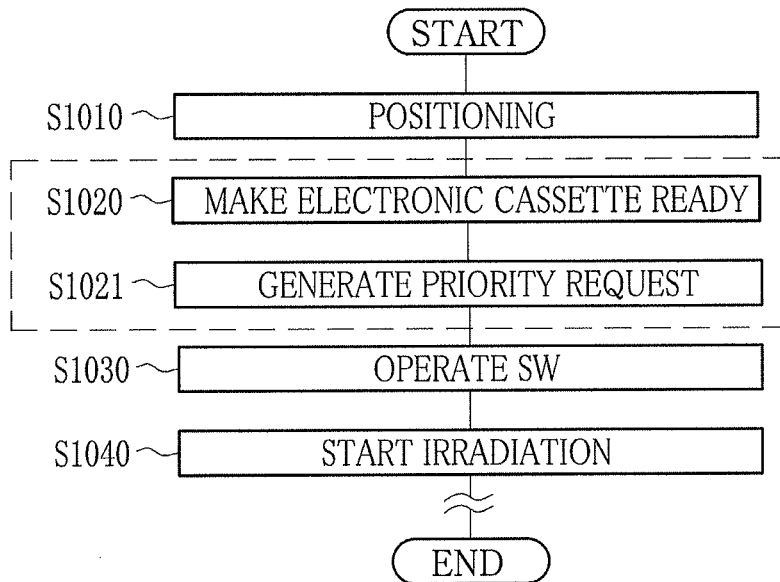 START
S1010 POSITIONING
S1020 MAKE ELECTRONIC CASSETTE READY
S1021 GENERATE PRIORITY REQUEST
S1030 OPERATE SW
S1040 START IRRADIATION
END